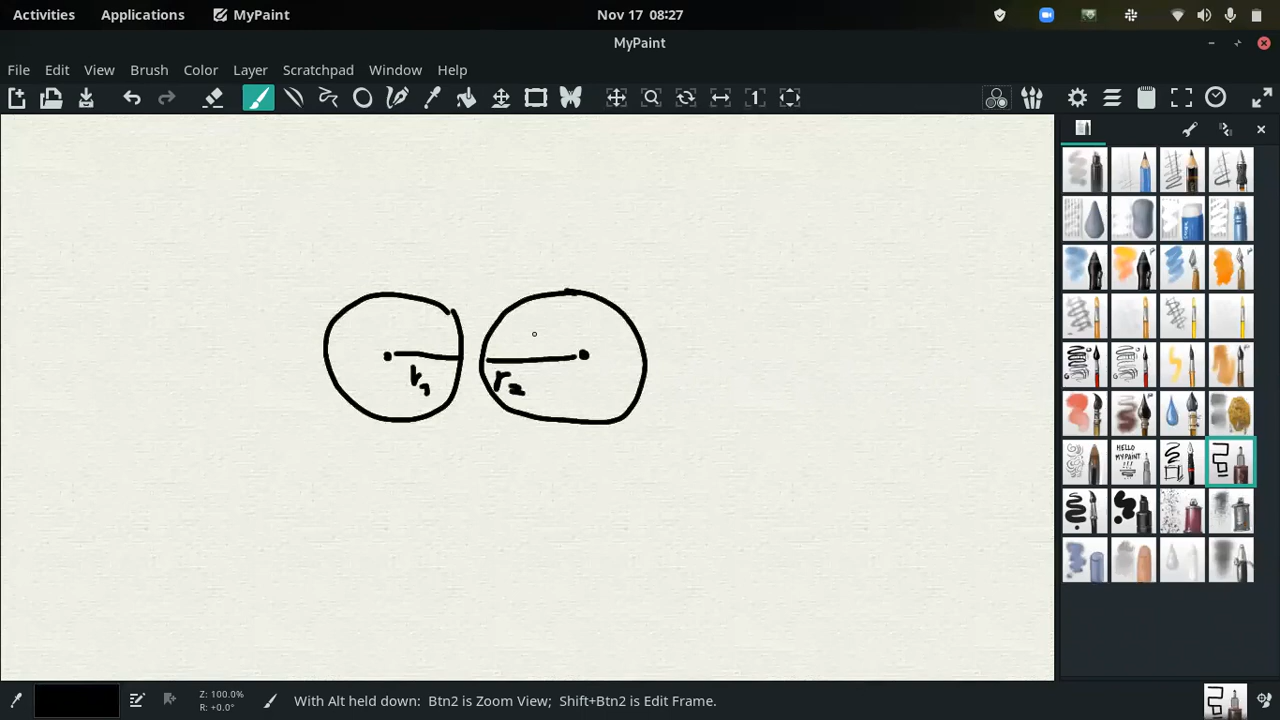 Activities Applications MyPaint Nov 17 08:27
MyPaint
File Edit View Brush Color Layer Scratchpad Window Help
1
r₁ r₂
HELLO
MYPAINT
!!!
Z: 100.0%
R: +0.0°
With Alt held down: Btn2 is Zoom View; Shift+Btn2 is Edit Frame.